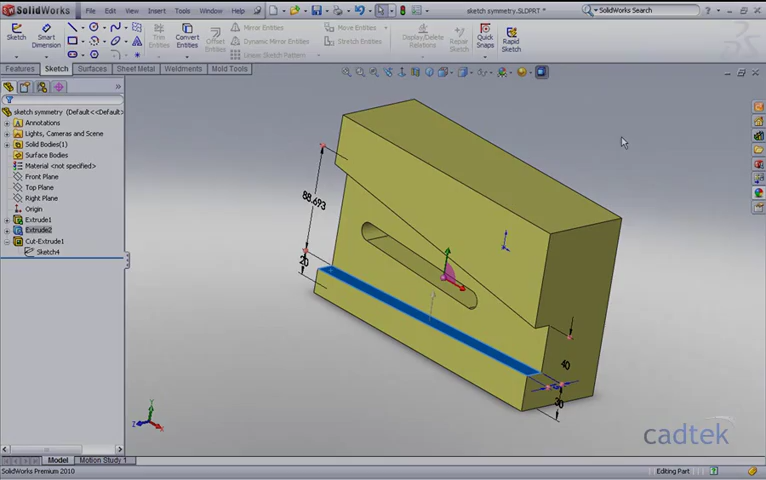 SolidWorks
File Edit View Insert Tools Window Help
sketch symmetry.SLDPRT *
SolidWorks Search
Sketch
Smart Dimension
Trim Entities
Convert Entities
Mirror Entities
Dynamic Mirror Entities
Linear Sketch Pattern
Move Entities
Stretch Entities
Display/Delete Relations
Repair Sketch
Quick Snaps
Rapid Sketch
Features Sketch Surfaces Sheet Metal Weldments Mold Tools
sketch symmetry (Default<<Default>
Annotations
Lights, Cameras and Scene
Solid Bodies(1)
Surface Bodies
Material <not specified>
Front Plane
Top Plane
Right Plane
Origin
Extrude1
Extrude2
Cut-Extrude1
Sketch4
88.693
20
40
30
Y
Z
X
cadtek
Model Motion Study 1
SolidWorks Premium 2010
Editing Part